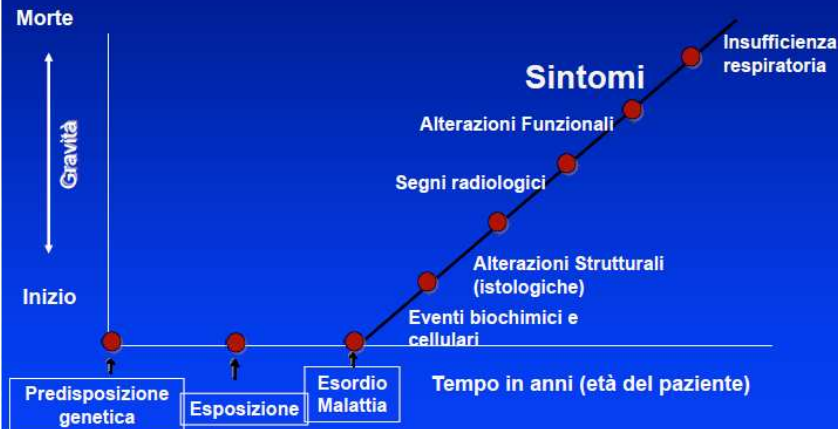 Morte
Gravità
Inizio
Sintomi
Insufficienza
respiratoria
Alterazioni Funzionali
Segni radiologici
Alterazioni Strutturali
(istologiche)
Eventi biochimici e
cellulari
Predisposizione
genetica
Esposizione
Esordio
Malattia
Tempo in anni (età del paziente)